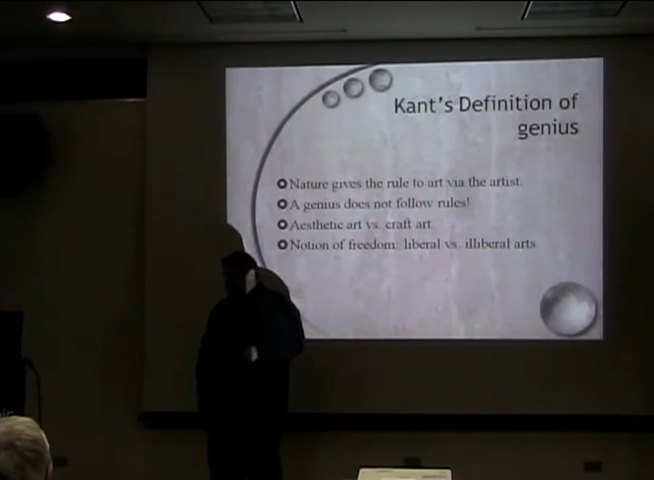 Kant's Definition of
genius
Nature gives the rule to art via the artist.
A genius does not follow rules!
Aesthetic art vs. craft art
Notion of freedom: liberal vs. illiberal arts